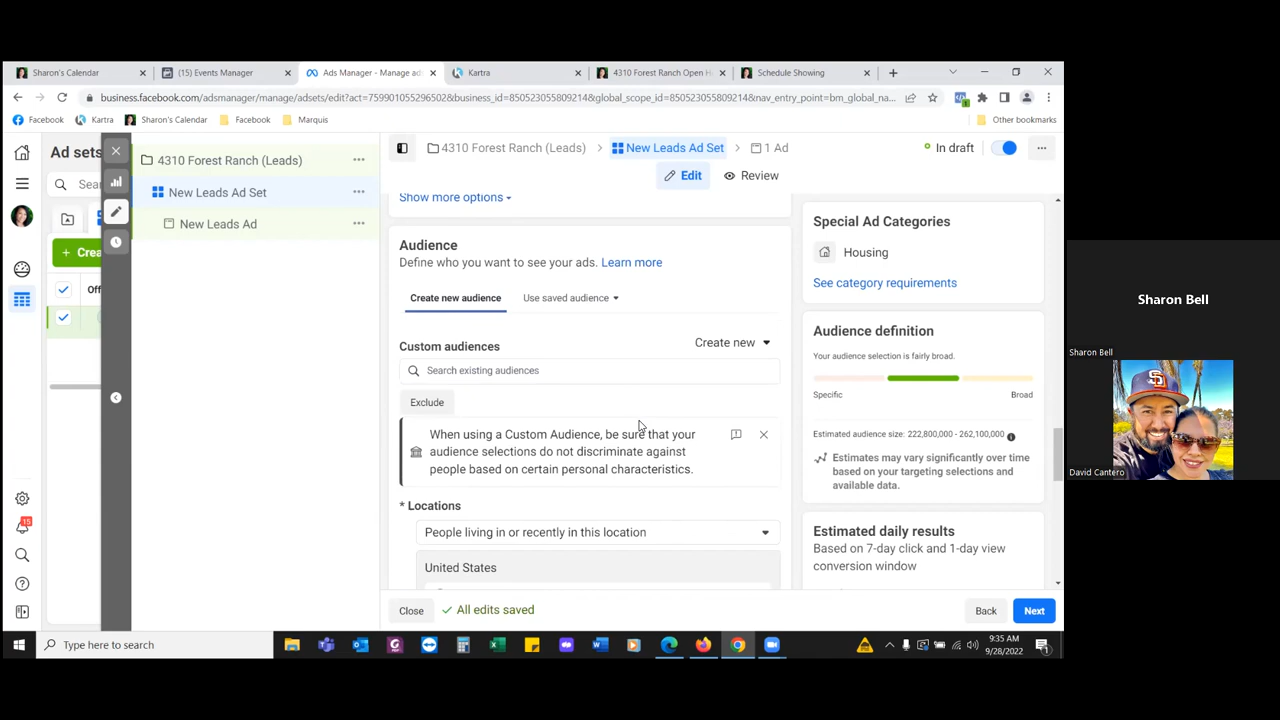 Sharon's Calendar
(15) Events Manager
Ads Manager - Manage ad
Kartra
4310 Forest Ranch Open H
Schedule Showing
business.facebook.com/adsmanager/manage/adsets/edit?act=759901055296502&business_id=850523055809214&global_scope_id=850523055809214&nav_entry_point=bm_global_na...
Facebook
Kartra
Sharon's Calendar
Facebook
Marquis
Other bookmarks
Ad sets
4310 Forest Ranch (Leads)
New Leads Ad Set
New Leads Ad
+ Crea
Off
15
4310 Forest Ranch (Leads) > New Leads Ad Set > 1 Ad
In draft
Edit
Review
Show more options
Audience
Define who you want to see your ads. Learn more
Create new audience
Use saved audience
Custom audiences
Create new
Search existing audiences
Exclude
When using a Custom Audience, be sure that your
audience selections do not discriminate against
people based on certain personal characteristics.
* Locations
People living in or recently in this location
United States
Close
All edits saved
Back
Next
Special Ad Categories
Housing
See category requirements
Audience definition
Your audience selection is fairly broad.
Specific
Broad
Estimated audience size: 222,800,000 - 262,100,000
Estimates may vary significantly over time
based on your targeting selections and
available data.
Estimated daily results
Based on 7-day click and 1-day view
conversion window
Type here to search
9:35 AM
9/28/2022
Sharon Bell
Sharon Bell
David Cantero